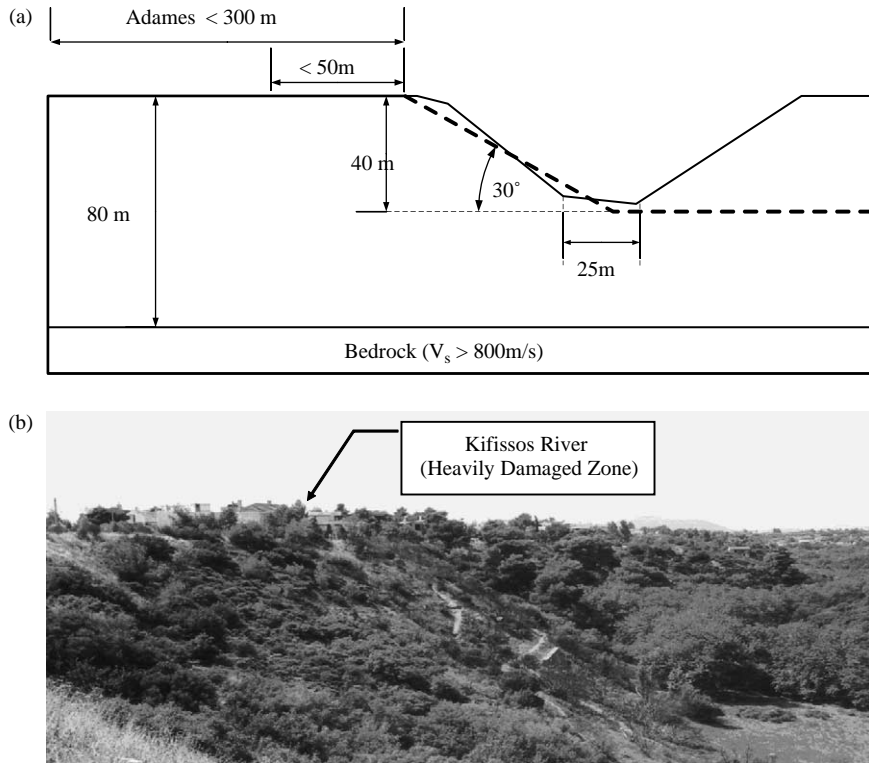 (a)
Adames < 300 m
< 50m
40 m
30°
80 m
25m
Bedrock (Vs > 800m/s)
(b)
Kifissos River
(Heavily Damaged Zone)